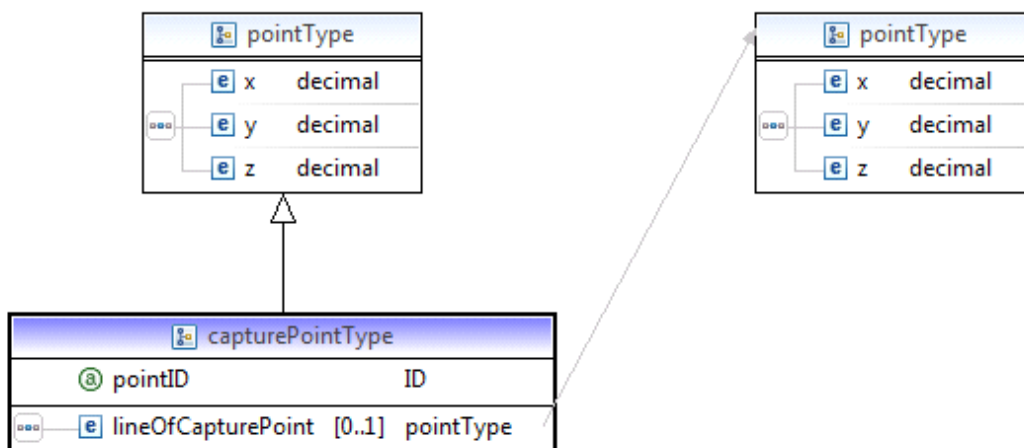 pointType
e x decimal
e y decimal
e z decimal
pointType
e x decimal
e y decimal
e z decimal
capturePointType
a pointID ID
e lineOfCapturePoint [0..1] pointType